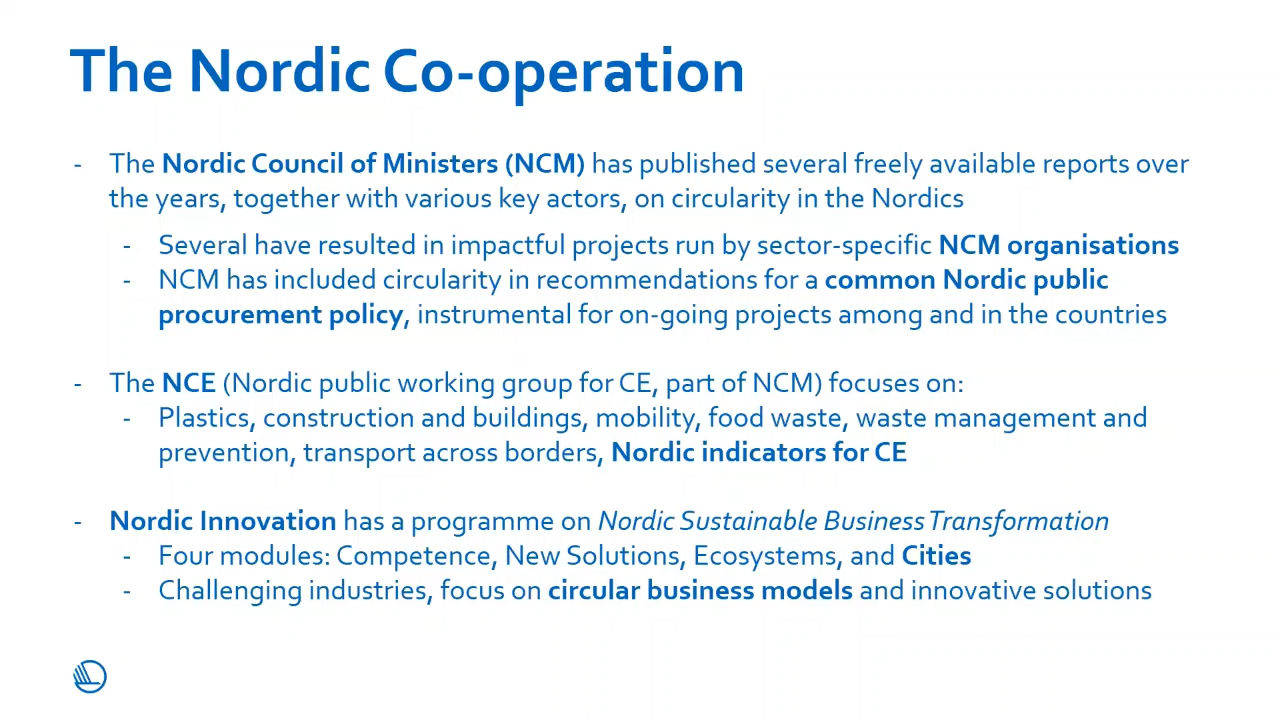 The Nordic Co-operation
- The Nordic Council of Ministers (NCM) has published several freely available reports over
the years, together with various key actors, on circularity in the Nordics
- Several have resulted in impactful projects run by sector-specific NCM organisations
- NCM has included circularity in recommendations for a common Nordic public
procurement policy, instrumental for on-going projects among and in the countries
- The NCE (Nordic public working group for CE, part of NCM) focuses on:
- Plastics, construction and buildings, mobility, food waste, waste management and
prevention, transport across borders, Nordic indicators for CE
- Nordic Innovation has a programme on Nordic Sustainable Business Transformation
- Four modules: Competence, New Solutions, Ecosystems, and Cities
- Challenging industries, focus on circular business models and innovative solutions